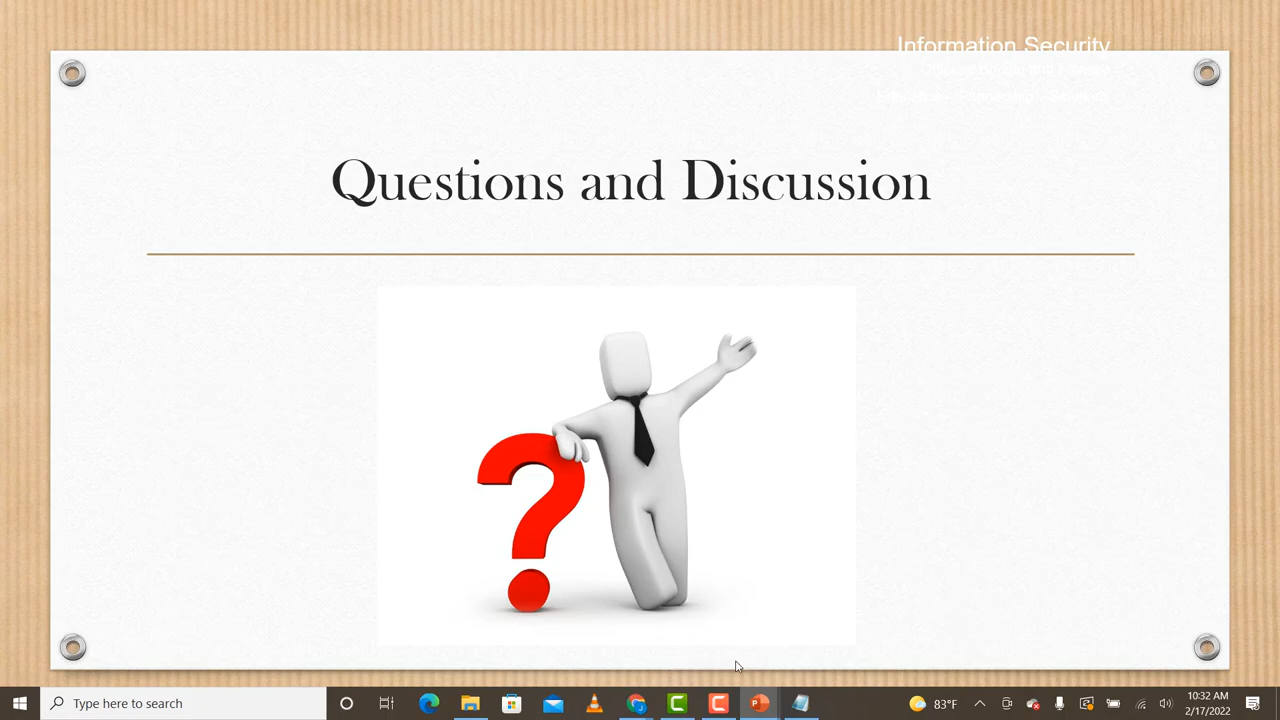 Information Security
Questions and Discussion
?
Type here to search
83°F
10:32 AM
2/17/2022